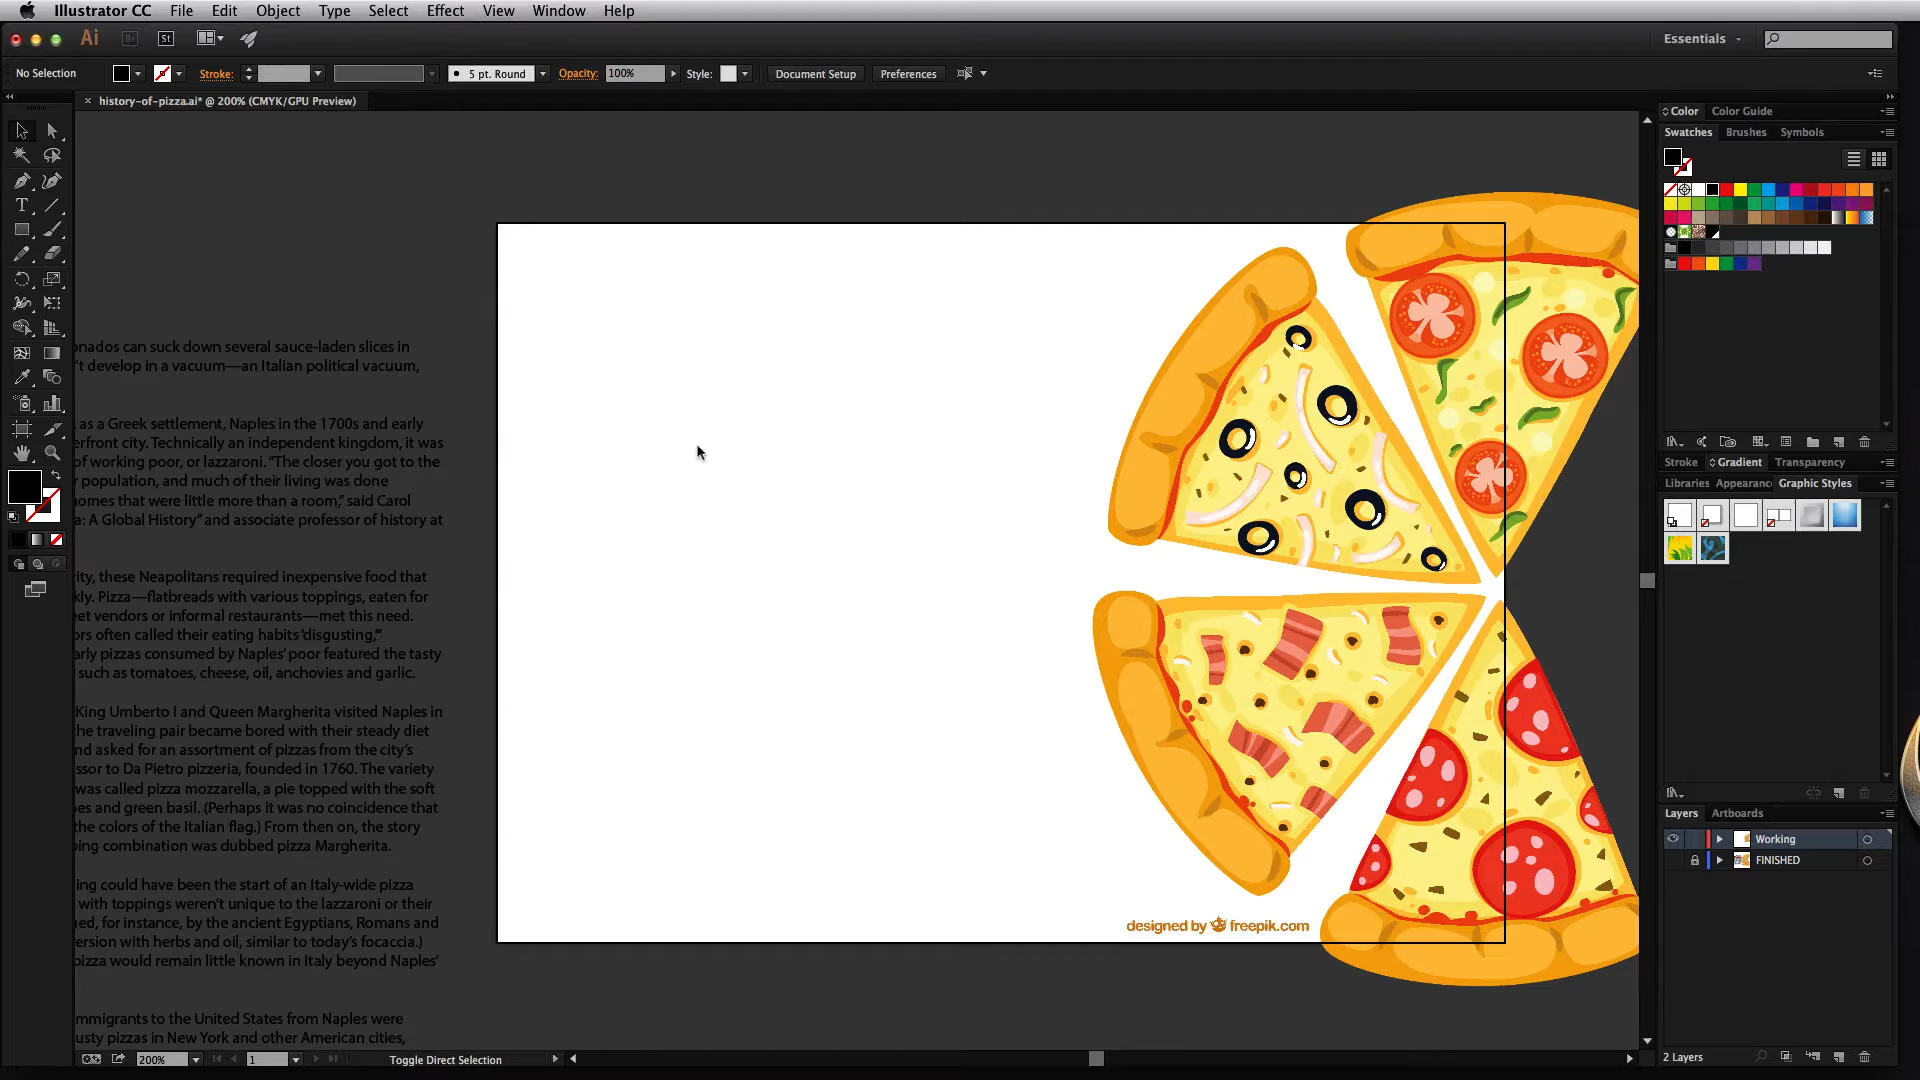 Illustrator CC File Edit Object Type Select Effect View Window Help
Ai Br St Essentials
No Selection Stroke: 5 pt. Round Opacity: 100% Style: Document Setup Preferences
× history-of-pizza.ai* @ 200% (CMYK/GPU Preview)
Color Color Guide
Swatches Brushes Symbols
onados can suck down several sauce-laden slices in
't develop in a vacuum—an Italian political vacuum,
as a Greek settlement, Naples in the 1700s and early
erfront city. Technically an independent kingdom, it was
of working poor, or lazzaroni. “The closer you got to the
r population, and much of their living was done
omes that were little more than a room,” said Carol
a: A Global History” and associate professor of history at
ity, these Neapolitans required inexpensive food that
kly. Pizza—flatbreads with various toppings, eaten for
eet vendors or informal restaurants—met this need.
ors often called their eating habits ‘disgusting,’”
arly pizzas consumed by Naples’ poor featured the tasty
such as tomatoes, cheese, oil, anchovies and garlic.
King Umberto I and Queen Margherita visited Naples in
the traveling pair became bored with their steady diet
nd asked for an assortment of pizzas from the city’s
ssor to Da Pietro pizzeria, founded in 1760. The variety
was called pizza mozzarella, a pie topped with the soft
es and green basil. (Perhaps it was no coincidence that
the colors of the Italian flag.) From then on, the story
ping combination was dubbed pizza Margherita.
ing could have been the start of an Italy-wide pizza
with toppings weren’t unique to the lazzaroni or their
ed, for instance, by the ancient Egyptians, Romans and
ersion with herbs and oil, similar to today’s focaccia.)
pizza would remain little known in Italy beyond Naples’
mmigrants to the United States from Naples were
usty pizzas in New York and other American cities,
designed by freepik.com
Stroke Gradient Transparency
Libraries Appearanc Graphic Styles
Layers Artboards
Working
FINISHED
2 Layers
200% 1 Toggle Direct Selection